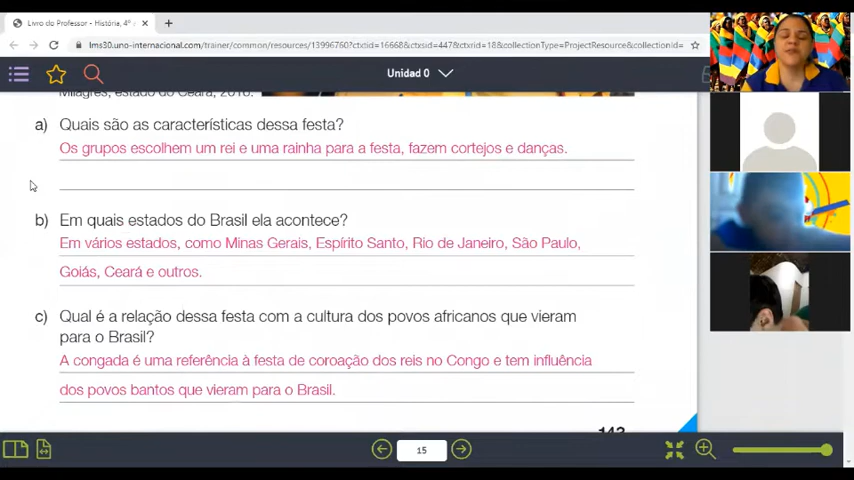 Livro do Professor - História, 4º
lms30.uno-internacional.com/trainer/common/resources/13996760?ctxtid=16668&ctxsid=447&ctxrid=18&collectionType=ProjectResource&collectionId=
Unidad 0
Milagres, estado do Ceará, 2016.
a) Quais são as características dessa festa?
Os grupos escolhem um rei e uma rainha para a festa, fazem cortejos e danças.
b) Em quais estados do Brasil ela acontece?
Em vários estados, como Minas Gerais, Espírito Santo, Rio de Janeiro, São Paulo,
Goiás, Ceará e outros.
c) Qual é a relação dessa festa com a cultura dos povos africanos que vieram
para o Brasil?
A congada é uma referência à festa de coroação dos reis no Congo e tem influência
dos povos bantos que vieram para o Brasil.
15